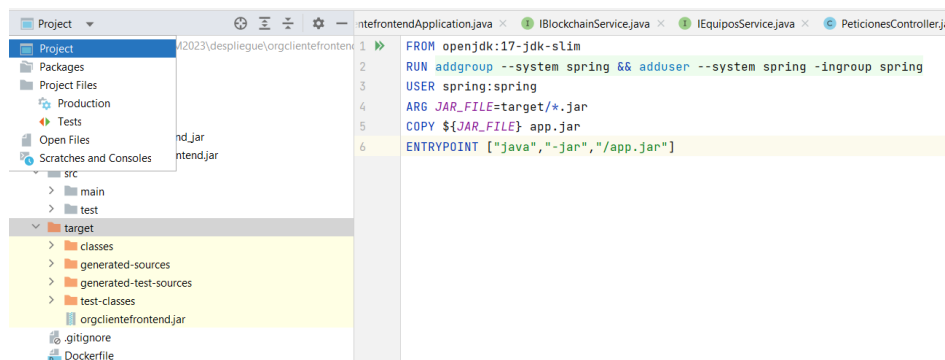 Project
ntefrontendApplication.java
IBlockchainService.java
IEquiposService.java
PeticionesController.j
Project
M2023\despliegue\orgclientefronten
Packages
Project Files
Production
Tests
Open Files
nd_jar
Scratches and Consoles
ntend.jar
src
main
test
target
classes
generated-sources
generated-test-sources
test-classes
orgclientefrontend.jar
.gitignore
Dockerfile
1 FROM openjdk:17-jdk-slim
2 RUN addgroup --system spring && adduser --system spring -ingroup spring
3 USER spring:spring
4 ARG JAR_FILE=target/*.jar
5 COPY ${JAR_FILE} app.jar
6 ENTRYPOINT ["java","-jar","/app.jar"]